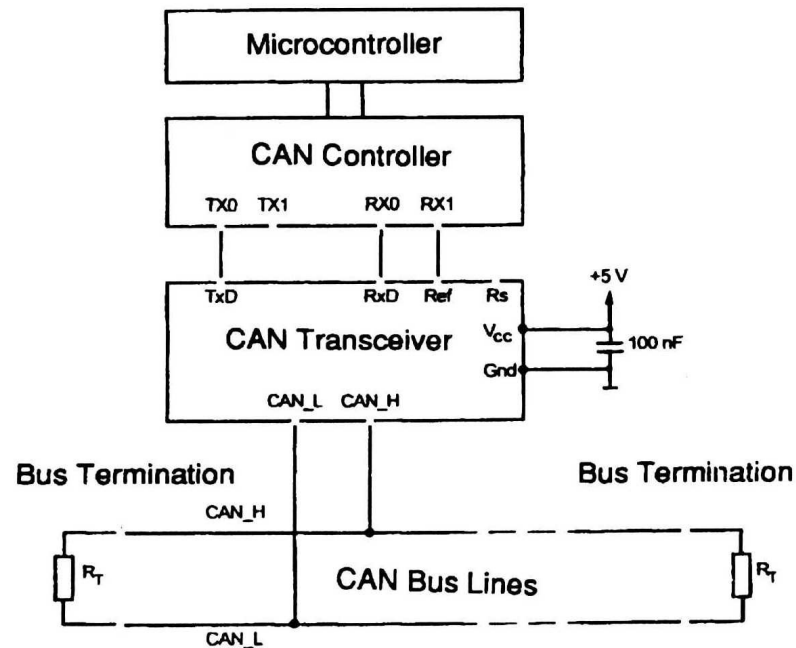 Microcontroller
CAN Controller
TX0 TX1 RX0 RX1
+5 V
TxD RxD Ref Rs
CAN Transceiver
VCC
100 nF
Gnd
CAN_L CAN_H
Bus Termination
Bus Termination
CAN_H
RT
CAN Bus Lines
RT
CAN_L